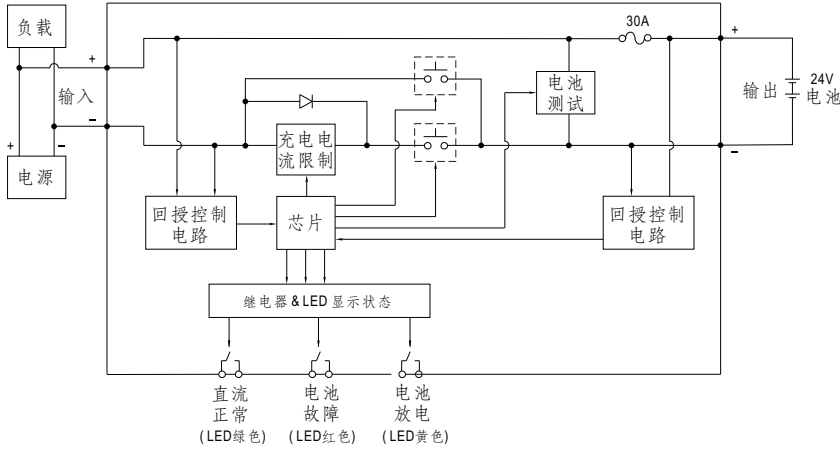 负载
30A
+
+
+
24V
电池
输出
输入
电池
测试
−
−
−
+
充电电
流限制
电源
回授控制
电路
芯片
回授控制
电路
继电器&LED显示状态
直流
正常
(LED绿色)
电池
故障
(LED红色)
电池
放电
(LED黄色)